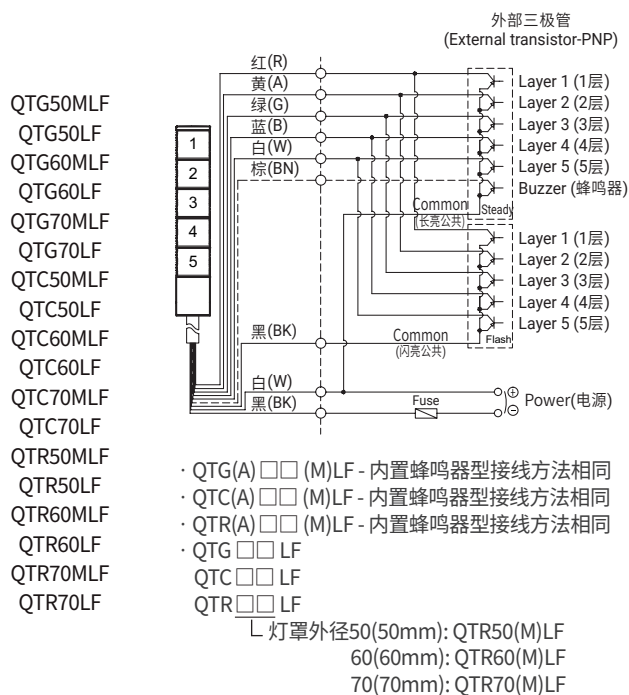 外部三极管
(External transistor-PNP)
红(R)
黄(A)
绿(G)
蓝(B)
白(W)
棕(BN)
Layer 1 (1层)
Layer 2 (2层)
Layer 3 (3层)
Layer 4 (4层)
Layer 5 (5层)
Buzzer (蜂鸣器)
Common
(长亮公共)
Steady
Layer 1 (1层)
Layer 2 (2层)
Layer 3 (3层)
Layer 4 (4层)
Layer 5 (5层)
Flash
黑(BK)
Common
(闪亮公共)
白(W)
黑(BK)
Fuse
⊕
⊖
Power(电源)
1
2
3
4
5
QTG50MLF
QTG50LF
QTG60MLF
QTG60LF
QTG70MLF
QTG70LF
QTC50MLF
QTC50LF
QTC60MLF
QTC60LF
QTC70MLF
QTC70LF
QTR50MLF
QTR50LF
QTR60MLF
QTR60LF
QTR70MLF
QTR70LF
· QTG(A) □□ (M)LF - 内置蜂鸣器型接线方法相同
· QTC(A) □□ (M)LF - 内置蜂鸣器型接线方法相同
· QTR(A) □□ (M)LF - 内置蜂鸣器型接线方法相同
· QTG □□ LF
QTC □□ LF
QTR □□ LF
灯罩外径50(50mm): QTR50(M)LF
60(60mm): QTR60(M)LF
70(70mm): QTR70(M)LF